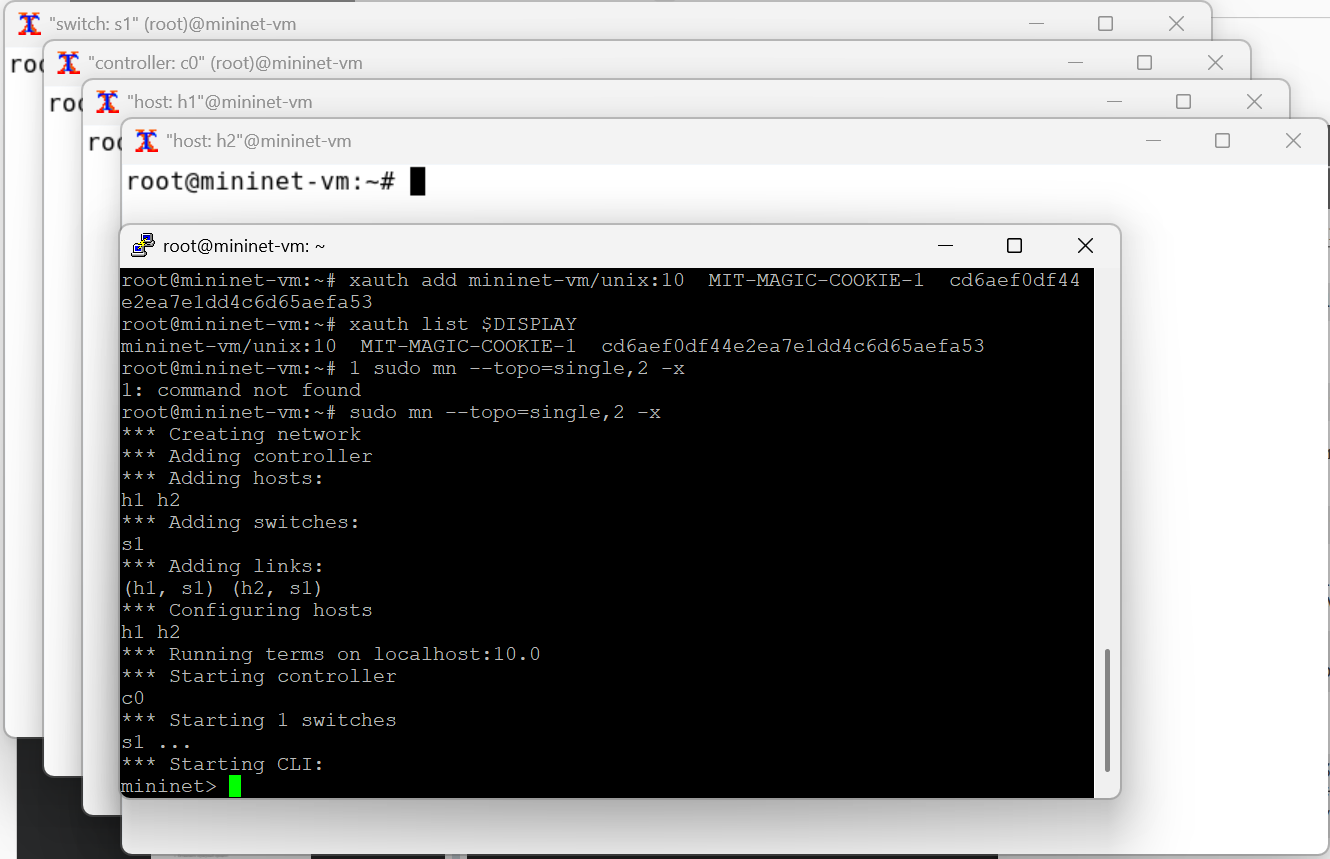 "switch: s1" (root)@mininet-vm
"controller: c0" (root)@mininet-vm
"host: h1"@mininet-vm
"host: h2"@mininet-vm
root@mininet-vm:~#
root@mininet-vm: ~
root@mininet-vm:~# xauth add mininet-vm/unix:10  MIT-MAGIC-COOKIE-1  cd6aef0df44
e2ea7e1dd4c6d65aefa53
root@mininet-vm:~# xauth list $DISPLAY
mininet-vm/unix:10  MIT-MAGIC-COOKIE-1  cd6aef0df44e2ea7e1dd4c6d65aefa53
root@mininet-vm:~# 1 sudo mn --topo=single,2 -x
1: command not found
root@mininet-vm:~# sudo mn --topo=single,2 -x
*** Creating network
*** Adding controller
*** Adding hosts:
h1 h2
*** Adding switches:
s1
*** Adding links:
(h1, s1) (h2, s1)
*** Configuring hosts
h1 h2
*** Running terms on localhost:10.0
*** Starting controller
c0
*** Starting 1 switches
s1 ...
*** Starting CLI:
mininet>